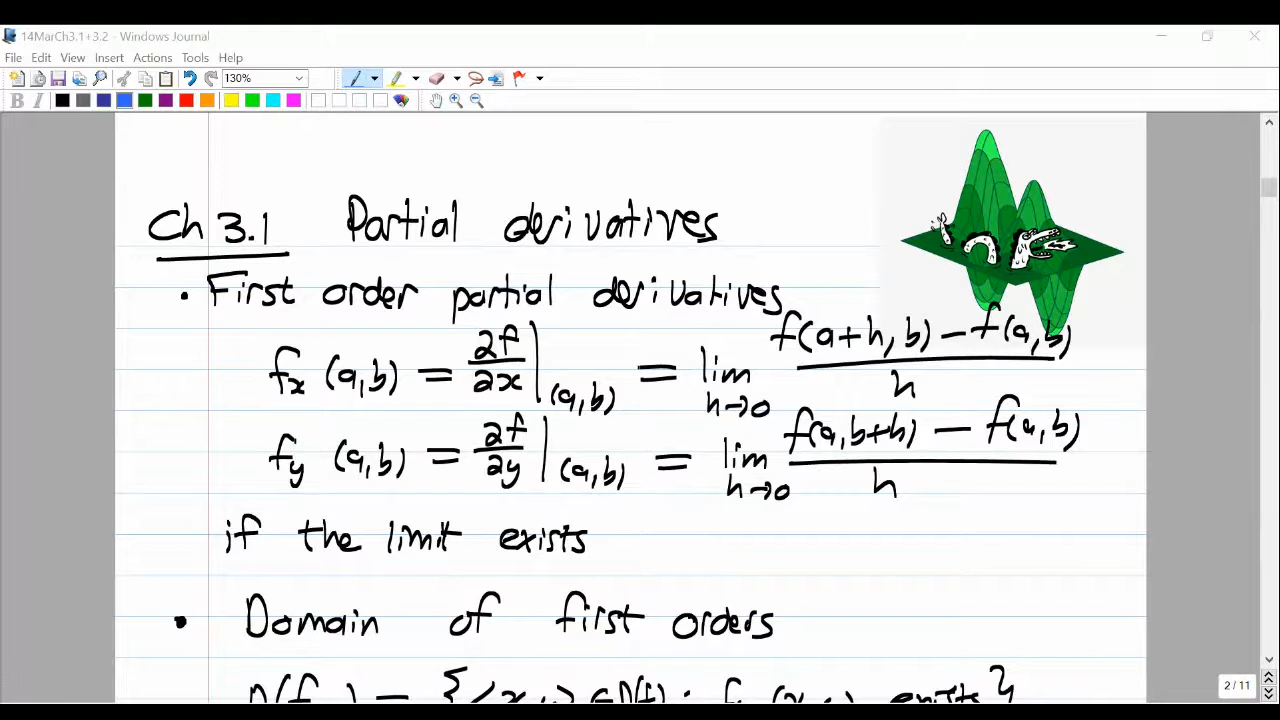 14MarCh3.1+3.2 - Windows Journal
File Edit View Insert Actions Tools Help
130%
B I
Ch 3.1 Partial derivatives
• First order partial derivatives
fx (a,b) = ∂f/∂x |(a,b) = lim h→0 f(a+h, b) − f(a,b) / h
fy (a,b) = ∂f/∂y |(a,b) = lim h→0 f(a,b+h) − f(a,b) / h
if the limit exists
• Domain of first orders
exists}
2 / 11